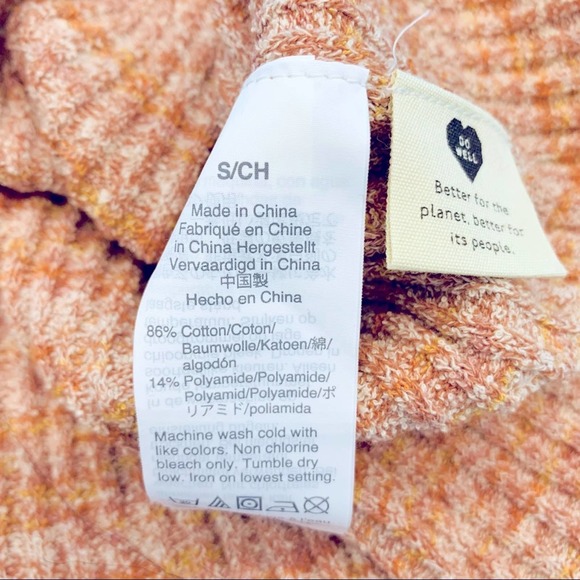 S/CH
Made in China
Fabriqué en Chine
in China Hergestellt
Vervaardigd in China
中国製
Hecho en China
86% Cotton/Coton/
Baumwolle/Katoen/綿/
algodón
14% Polyamide/Polyamide/
Polyamid/Polyamide/ポ
リアミド/poliamida
Machine wash cold with
like colors. Non chlorine
bleach only. Tumble dry
low. Iron on lowest setting.
DO
WELL
Better for the
planet, better for
its people.